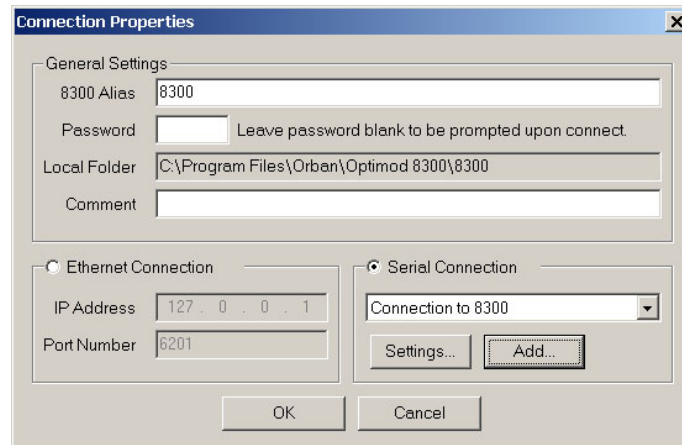 Connection Properties
General Settings
8300 Alias 8300
Password Leave password blank to be prompted upon connect.
Local Folder C:\Program Files\Orban\Optimod 8300\8300
Comment
Ethernet Connection
IP Address 127 . 0 . 0 . 1
Port Number 6201
Serial Connection
Connection to 8300
Settings... Add...
OK Cancel